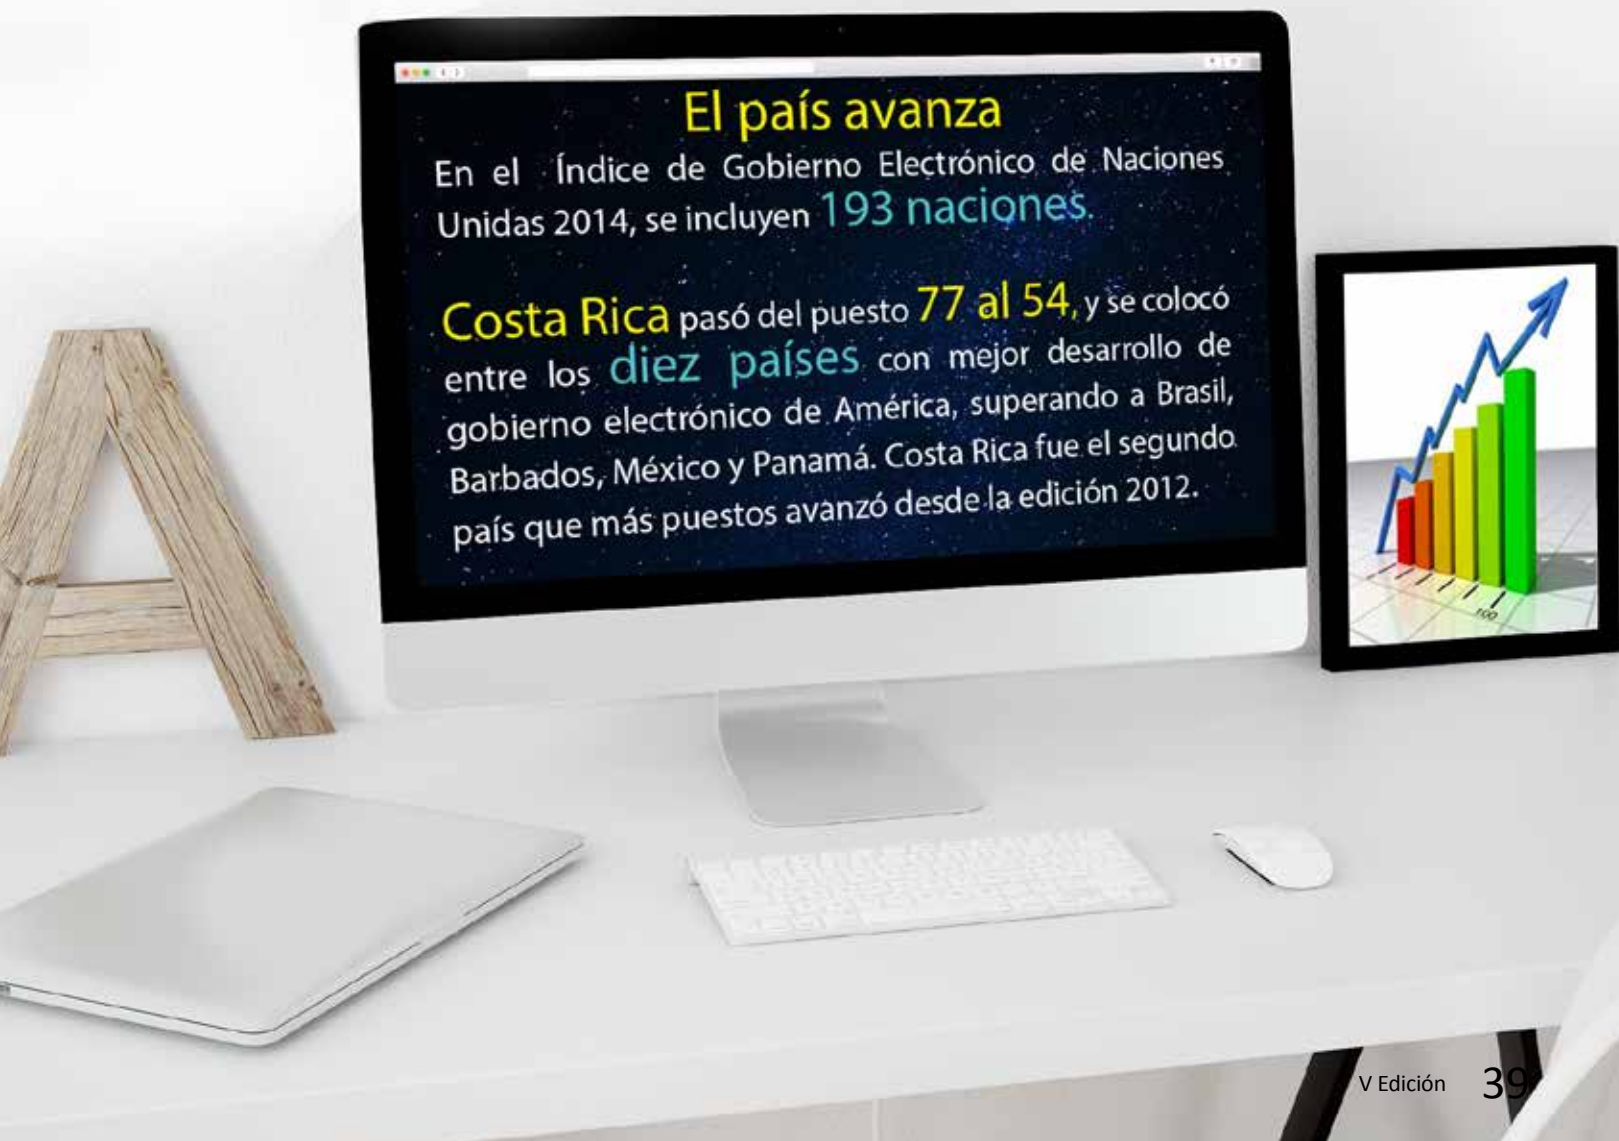 El país avanza
En el Índice de Gobierno Electrónico de Naciones
Unidas 2014, se incluyen 193 naciones.
Costa Rica pasó del puesto 77 al 54, y se colocó
entre los diez países con mejor desarrollo de
gobierno electrónico de América, superando a Brasil,
Barbados, México y Panamá. Costa Rica fue el segundo
país que más puestos avanzó desde la edición 2012.
100
A
V Edición 39